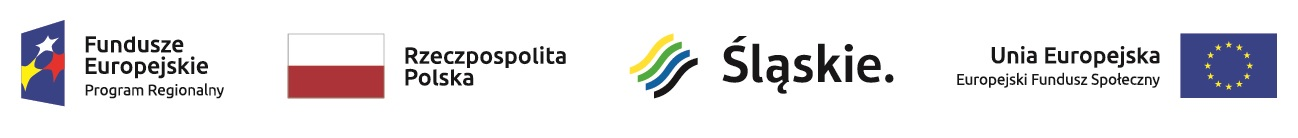 Fundusze
Europejskie
Program Regionalny
Rzeczpospolita
Polska
Śląskie.
Unia Europejska
Europejski Fundusz Społeczny